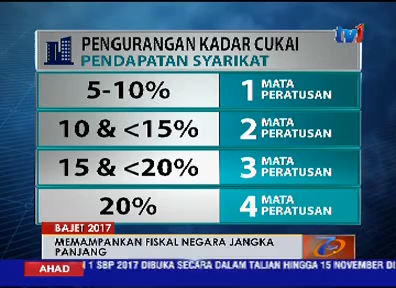 tv1
PENGURANGAN KADAR CUKAI
PENDAPATAN SYARIKAT
5-10% 1 MATA PERATUSAN
10 & <15% 2 MATA PERATUSAN
15 & <20% 3 MATA PERATUSAN
20% 4 MATA PERATUSAN
BAJET 2017
MEMAMPANKAN FISKAL NEGARA JANGKA
PANJANG
AHAD 1 SBP 2017 DIBUKA SECARA DALAM TALIAN HINGGA 15 NOVEMBER DI